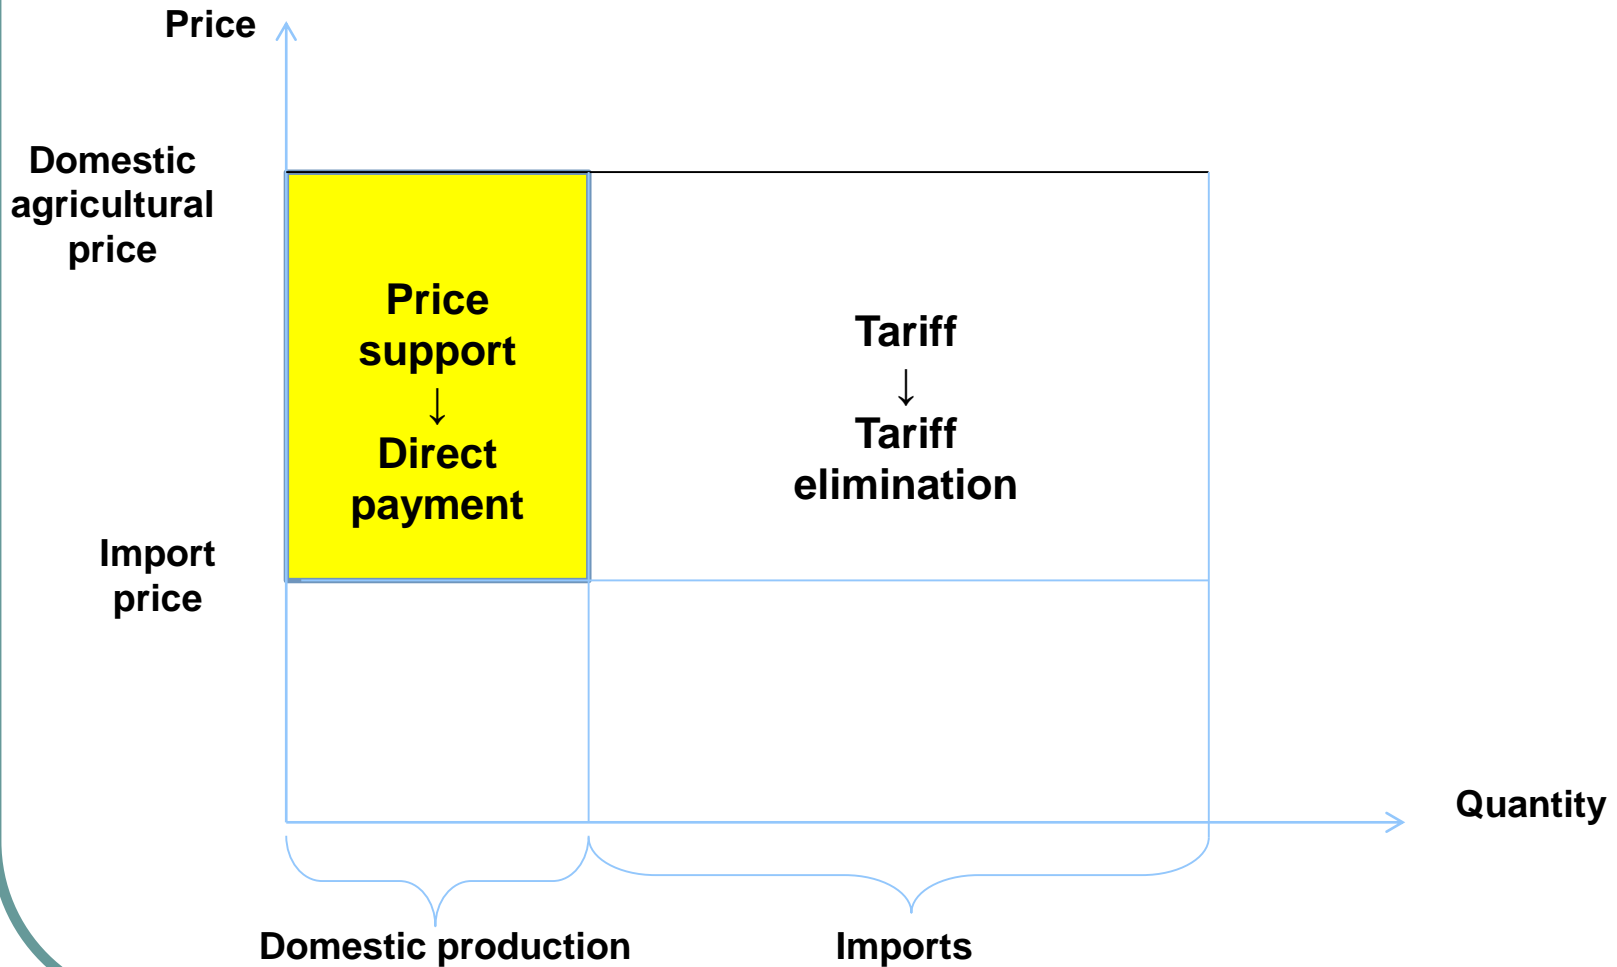 Price
Domestic
agricultural
price
Price
support
↓
Direct
payment
Tariff
↓
Tariff
elimination
Import
price
Quantity
Domestic production
Imports